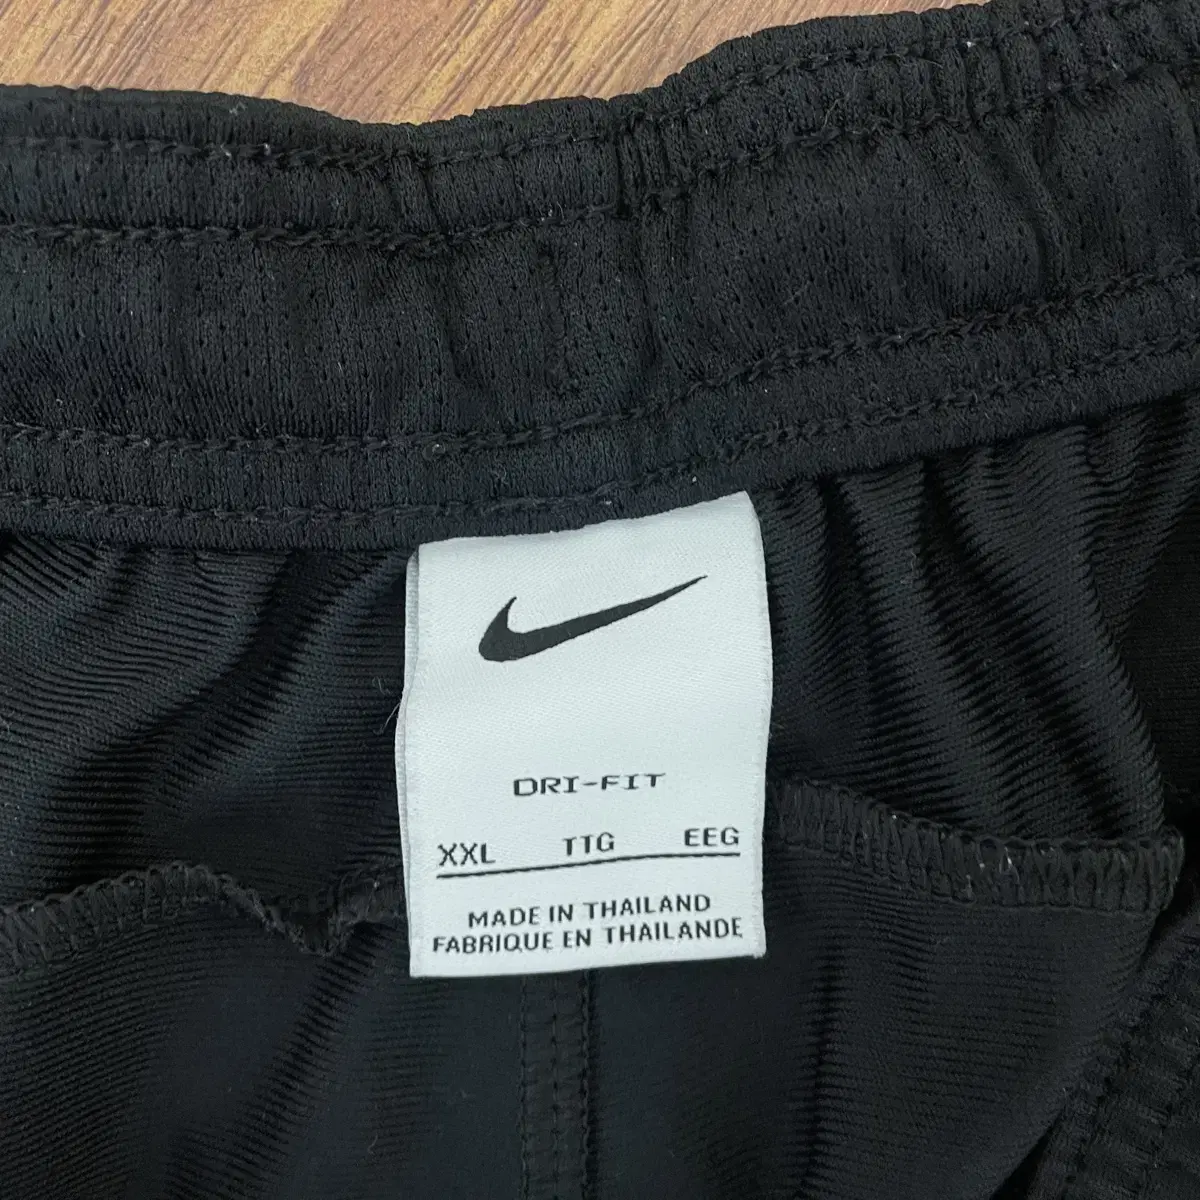 DRI-FIT
XXL TTG EEG
MADE IN THAILAND
FABRIQUE EN THAILANDE